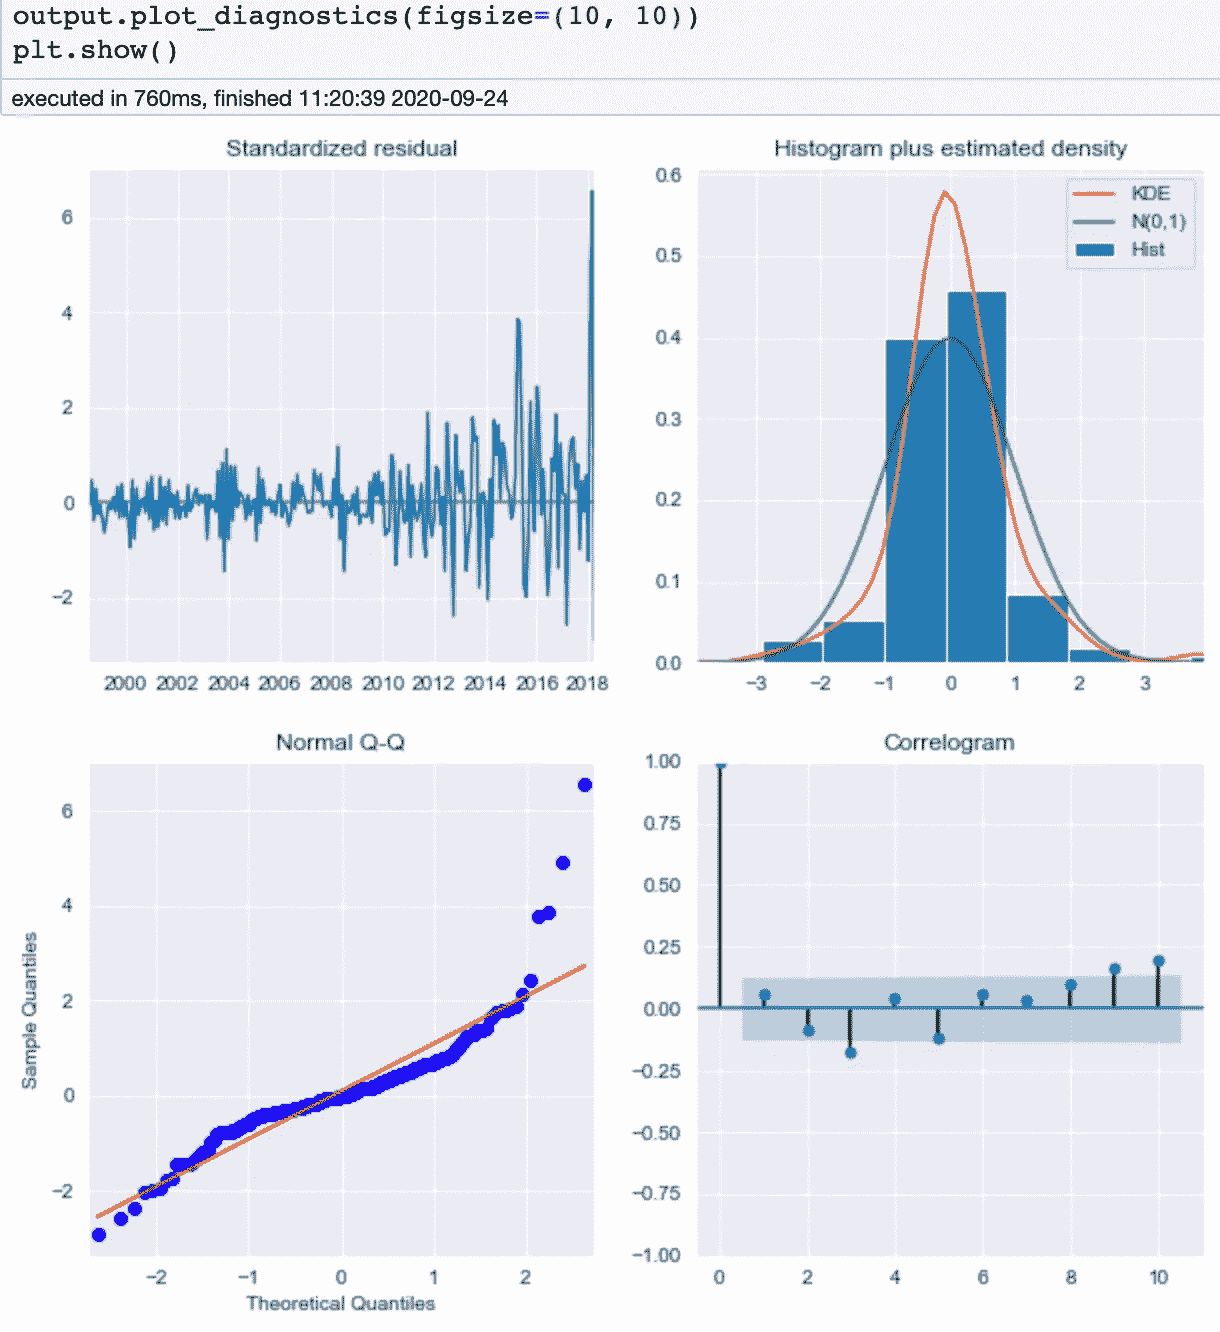 output.plot_diagnostics(figsize=(10, 10))
plt.show()
executed in 760ms, finished 11:20:39 2020-09-24
Standardized residual
6
4
2
0
−2
2000 2002 2004 2006 2008 2010 2012 2014 2016 2018
Histogram plus estimated density
0.6
0.5
0.4
0.3
0.2
0.1
0.0
KDE
N(0,1)
Hist
−3 −2 −1 0 1 2 3
Normal Q-Q
Sample Quantiles
6
4
2
0
−2
−2 −1 0 1 2
Theoretical Quantiles
Correlogram
1.00
0.75
0.50
0.25
0.00
−0.25
−0.50
−0.75
−1.00
0 2 4 6 8 10